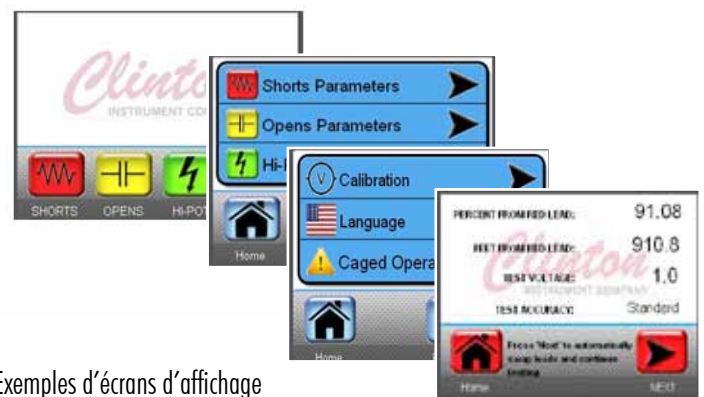 Clinto
INSTRUMENT CO
SHORTS OPENS HI-POT
Shorts Parameters
Opens Parameters
Hi-
Home
V
Calibration
Language
Caged Opera
Home
Clinton
INSTRUMENT COMPANY
PERCENT FROM RED LEAD: 91.08
FEET FROM RED LEAD: 910.8
TEST VOLTAGE: 1.0
TEST ACCURACY: Standard
Press 'Next' to automatically
swap leads and continue
testing
Home NEXT
Exemples d'écrans d'affichage